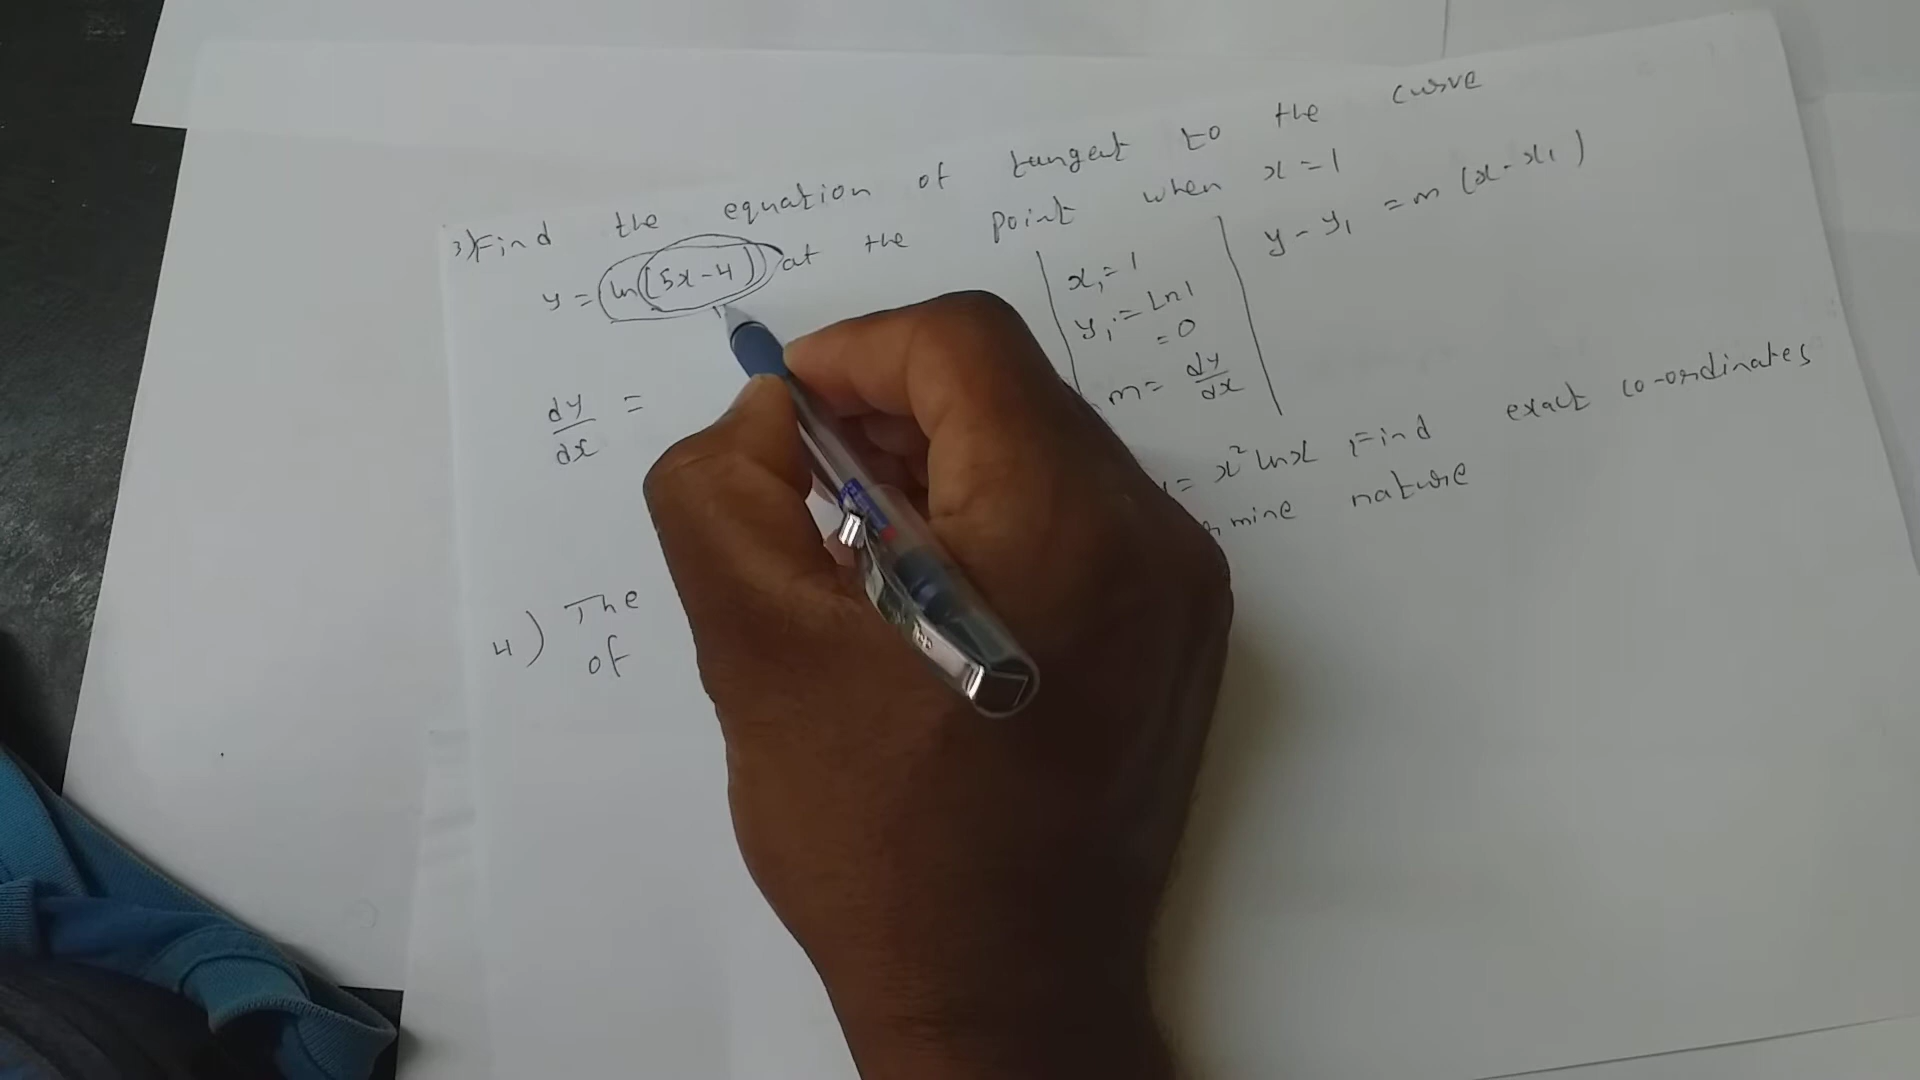 3) Find the equation of tangent to the curve
y = ln(5x-4) at the point when x = 1
x₁ = 1
y₁ = Ln1
= 0
m = dy/dx
y - y₁ = m (x - x₁)
dy/dx =
4) The = x² lnx , Find exact co-ordinates
of mine nature